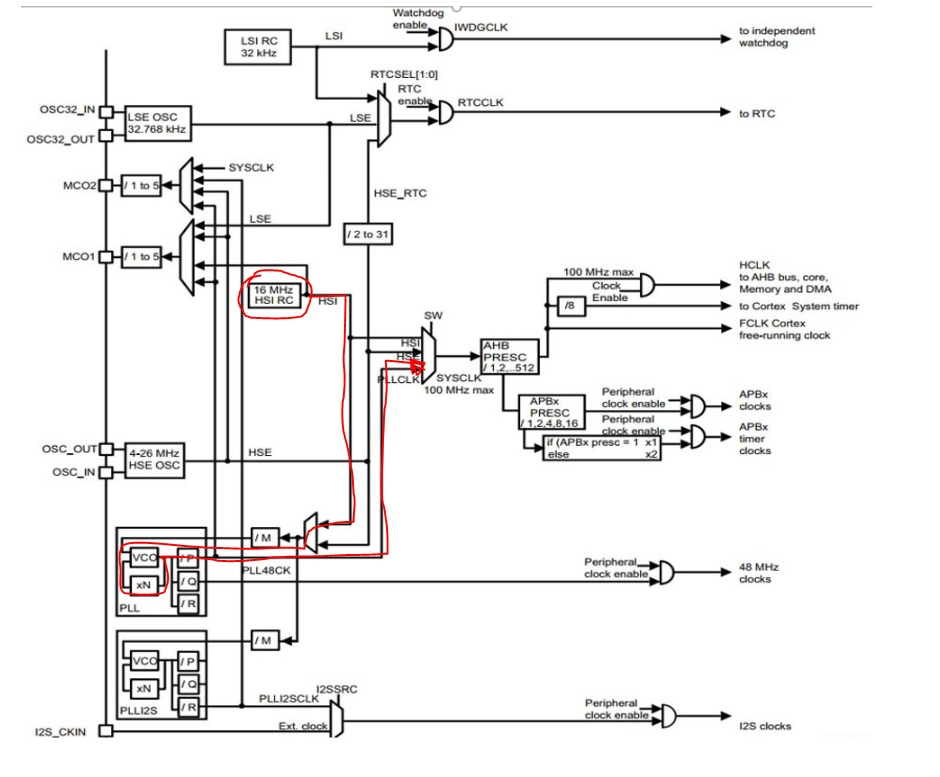 Watchdog
enable
IWDGCLK
to independent
watchdog
LSI RC
32 kHz
LSI
RTCSEL[1:0]
RTC
enable
RTCCLK
to RTC
OSC32_IN
OSC32_OUT
LSE OSC
32.768 kHz
LSE
SYSCLK
MCO2
/ 1 to 5
HSE_RTC
LSE
/ 2 to 31
MCO1
/ 1 to 5
16 MHz
HSI RC
HSI
100 MHz max
Clock
Enable
HCLK
to AHB bus, core,
Memory and DMA
/8
to Cortex System timer
FCLK Cortex
free-running clock
SW
HSI
HSE
PLLCLK
SYSCLK
100 MHz max
AHB
PRESC
/ 1,2,..512
APBx
PRESC
/ 1,2,4,8,16
Peripheral
clock enable
APBx
clocks
Peripheral
clock enable
if (APBx presc = 1 x1
else x2
APBx
timer
clocks
OSC_OUT
OSC_IN
4-26 MHz
HSE OSC
HSE
/ M
VCO
xN
/ P
/ Q
/ R
PLL
PLL48CK
Peripheral
clock enable
48 MHz
clocks
/ M
VCO
xN
/ P
/ Q
/ R
PLLI2S
PLLI2SCLK
I2SSRC
Ext. clock
I2S_CKIN
Peripheral
clock enable
I2S clocks